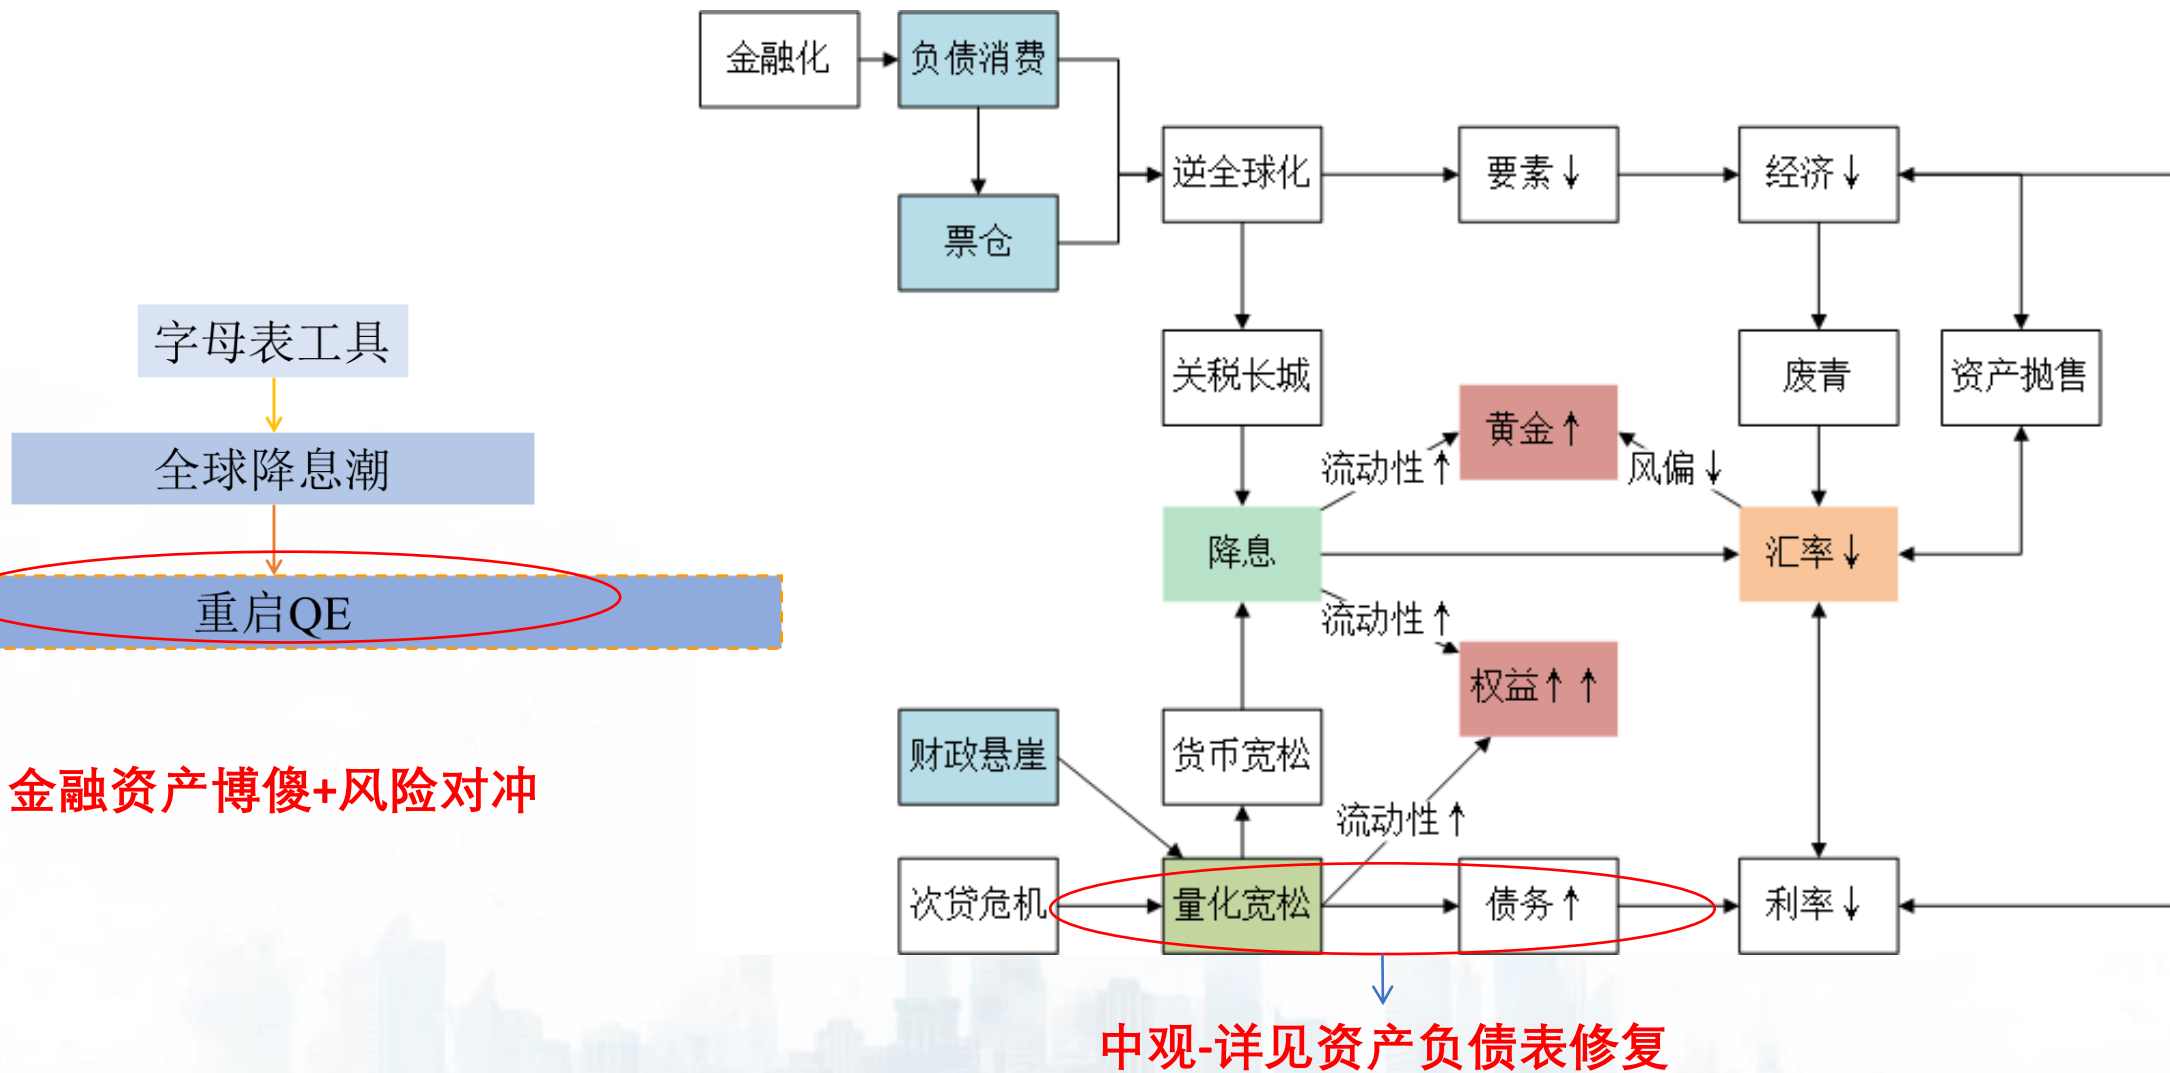 金融化
负债消费
逆全球化
要素↓
经济↓
票仓
字母表工具
全球降息潮
重启QE
金融资产博傻+风险对冲
关税长城
废青
资产抛售
黄金↑
流动性↑
风偏↓
降息
汇率↓
流动性↑
权益↑↑
财政悬崖
货币宽松
流动性↑
次贷危机
量化宽松
债务↑
利率↓
中观-详见资产负债表修复